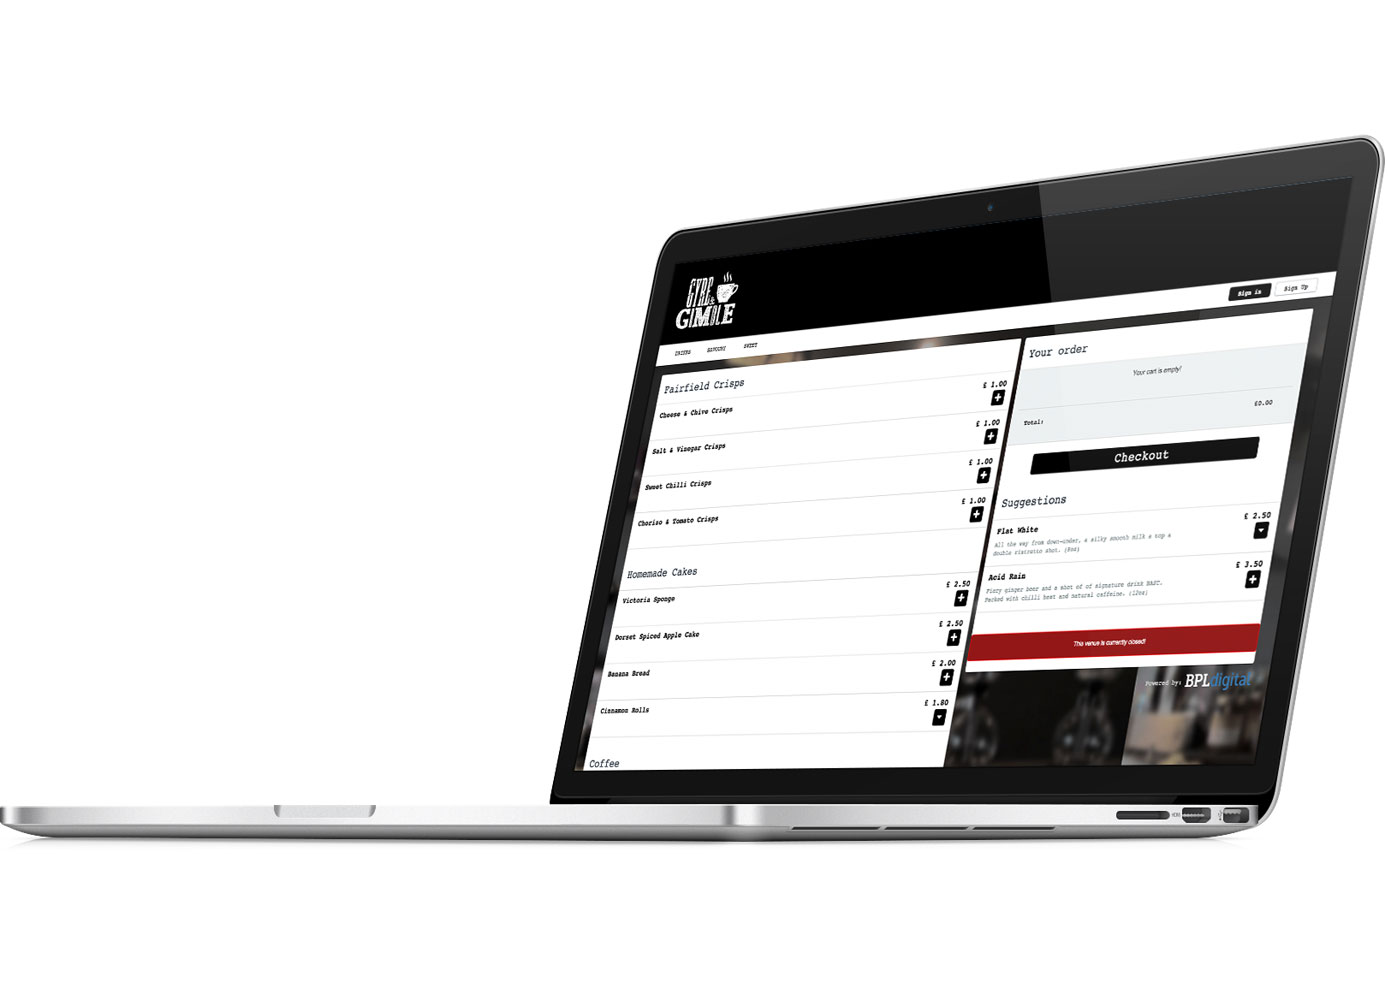 GYRE &
GIMBLE
Sign in
Sign Up
DRINKS
SAVOURY
SWEET
Fairfield Crisps
£ 1.00
Cheese & Chive Crisps
£ 1.00
Salt & Vinegar Crisps
£ 1.00
Sweet Chilli Crisps
£ 1.00
Chorizo & Tomato Crisps
Homemade Cakes
£ 2.50
Victoria Sponge
£ 2.50
Dorset Spiced Apple Cake
£ 2.00
Banana Bread
£ 1.80
Cinnamon Rolls
Coffee
Your order
Your cart is empty!
£0.00
Total:
Checkout
Suggestions
£ 2.50
Flat White
All the way from down-under, a silky smooth milk a top a
double ristretto shot. (8oz)
£ 3.50
Acid Rain
Fiery ginger beer and a shot of of signature drink BAST.
Packed with chilli heat and natural caffeine. (12oz)
This venue is currently closed!
Powered by: BPLdigital